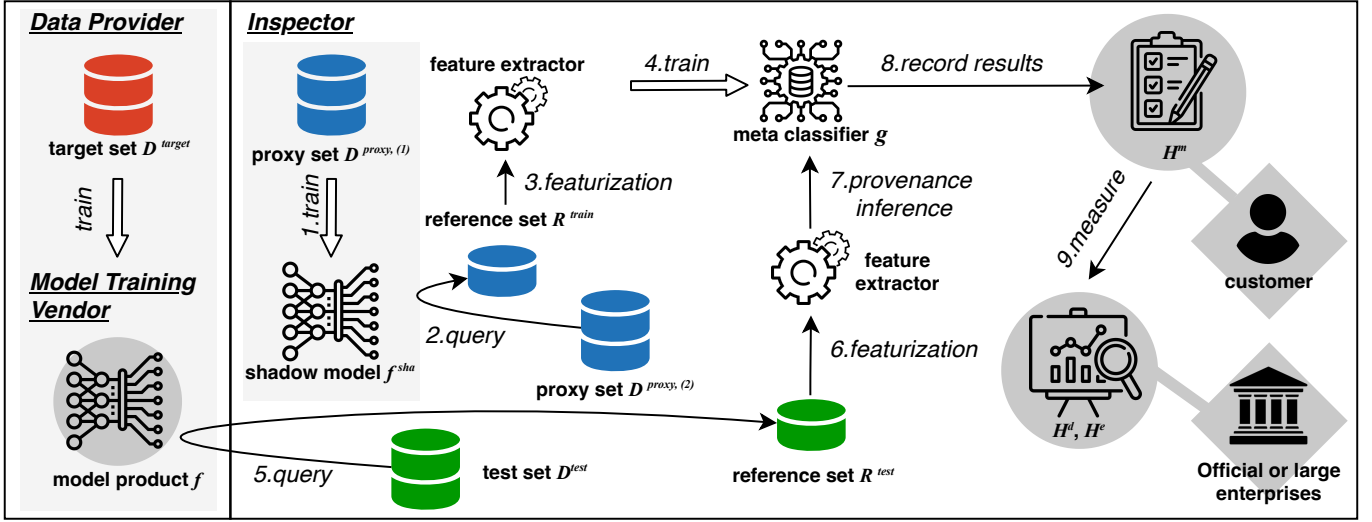 Data Provider
target set D^target
train
Model Training
Vendor
model product f
Inspector
proxy set D^proxy, (1)
1.train
shadow model f^sha
feature extractor
3.featurization
reference set R^train
2.query
proxy set D^proxy, (2)
5.query
test set D^test
4.train
meta classifier g
7.provenance
inference
feature
extractor
6.featurization
reference set R^test
8.record results
H^m
customer
9.measure
H^d, H^e
Official or large
enterprises